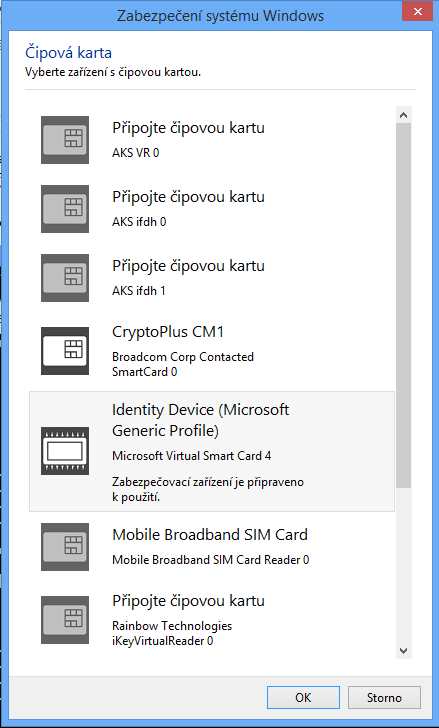 Zabezpečení systému Windows
Čipová karta
Vyberte zařízení s čipovou kartou.
Připojte čipovou kartu
AKS VR 0
Připojte čipovou kartu
AKS ifdh 0
Připojte čipovou kartu
AKS ifdh 1
CryptoPlus CM1
Broadcom Corp Contacted
SmartCard 0
Identity Device (Microsoft
Generic Profile)
Microsoft Virtual Smart Card 4
Zabezpečovací zařízení je připraveno
k použití.
Mobile Broadband SIM Card
Mobile Broadband SIM Card Reader 0
Připojte čipovou kartu
Rainbow Technologies
iKeyVirtualReader 0
OK
Storno